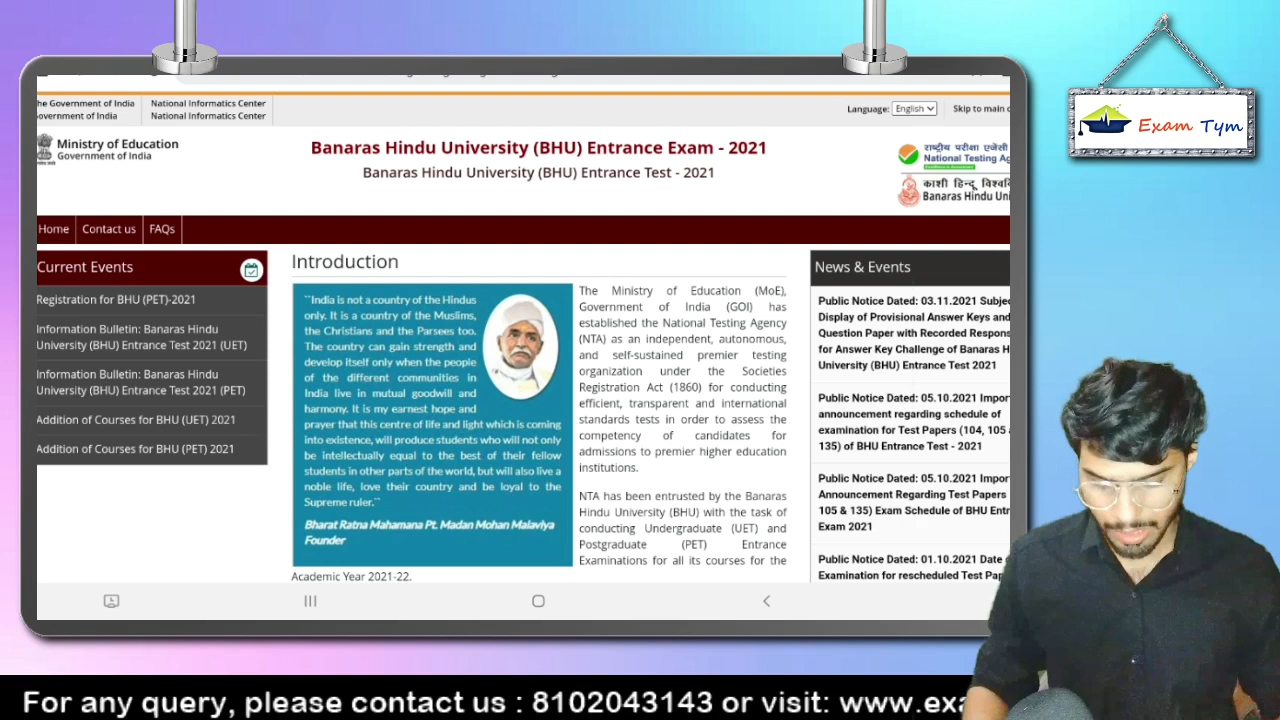 he Government of India
overnment of India
National Informatics Center
National Informatics Center
Language: English
Skip to main
Ministry of Education
Government of India
Banaras Hindu University (BHU) Entrance Exam - 2021
Banaras Hindu University (BHU) Entrance Test - 2021
राष्ट्रीय परीक्षा एजेंसी
National Testing Ag
काशी हिन्दू विश्ववि
Banaras Hindu Uni
Exam Tym
Home
Contact us
FAQs
Current Events
Registration for BHU (PET)-2021
Information Bulletin: Banaras Hindu
University (BHU) Entrance Test 2021 (UET)
Information Bulletin: Banaras Hindu
University (BHU) Entrance Test 2021 (PET)
Addition of Courses for BHU (UET) 2021
Addition of Courses for BHU (PET) 2021
Introduction
``India is not a country of the Hindus
only. It is a country of the Muslims,
the Christians and the Parsees too.
The country can gain strength and
develop itself only when the people
of the different communities in
India live in mutual goodwill and
harmony. It is my earnest hope and
prayer that this centre of life and light which is coming
into existence, will produce students who will not only
be intellectually equal to the best of their fellow
students in other parts of the world, but will also live a
noble life, love their country and be loyal to the
Supreme ruler.``
Bharat Ratna Mahamana Pt. Madan Mohan Malaviya
Founder
The Ministry of Education (MoE),
Government of India (GOI) has
established the National Testing Agency
(NTA) as an independent, autonomous,
and self-sustained premier testing
organization under the Societies
Registration Act (1860) for conducting
efficient, transparent and international
standards tests in order to assess the
competency of candidates for
admissions to premier higher education
institutions.
NTA has been entrusted by the Banaras
Hindu University (BHU) with the task of
conducting Undergraduate (UET) and
Postgraduate (PET) Entrance
Examinations for all its courses for the
Academic Year 2021-22.
News & Events
Public Notice Dated: 03.11.2021 Subjec
Display of Provisional Answer Keys and
Question Paper with Recorded Respons
for Answer Key Challenge of Banaras H
University (BHU) Entrance Test 2021
Public Notice Dated: 05.10.2021 Impor
announcement regarding schedule of
examination for Test Papers (104, 105
135) of BHU Entrance Test - 2021
Public Notice Dated: 05.10.2021 Impor
Announcement Regarding Test Papers
105 & 135) Exam Schedule of BHU Entr
Exam 2021
Public Notice Dated: 01.10.2021 Date
Examination for rescheduled Test Pap
For any query, please contact us : 8102043143 or visit: www.exa